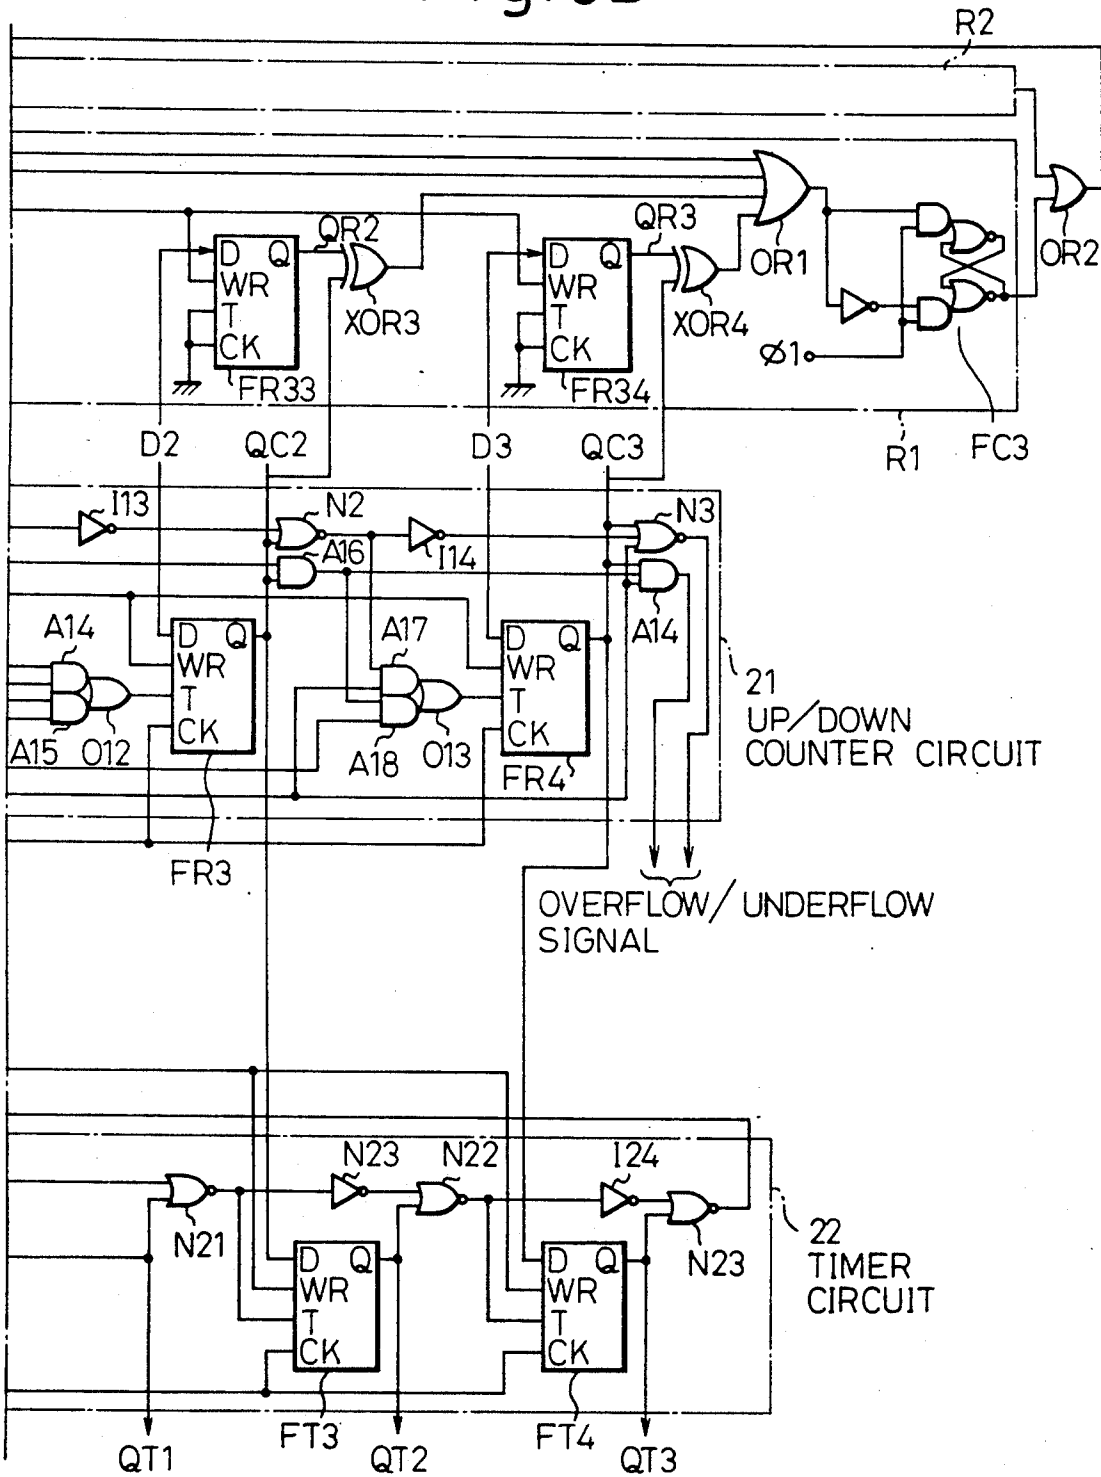 R2
QR2
QR3
D Q
WR
T
CK
XOR3
FR33
D Q
WR
T
CK
XOR4
FR34
OR1
OR2
Ø1
R1
FC3
D2
QC2
D3
QC3
I13
N2
I14
N3
A16
A14
A14
A17
D Q
WR
T
CK
D Q
WR
T
CK
A15
O12
A18
O13
FR4
FR3
21
UP/DOWN
COUNTER CIRCUIT
OVERFLOW/UNDERFLOW
SIGNAL
N23
N22
I24
N21
N23
D Q
WR
T
CK
D Q
WR
T
CK
22
TIMER
CIRCUIT
FT3
FT4
QT1
QT2
QT3